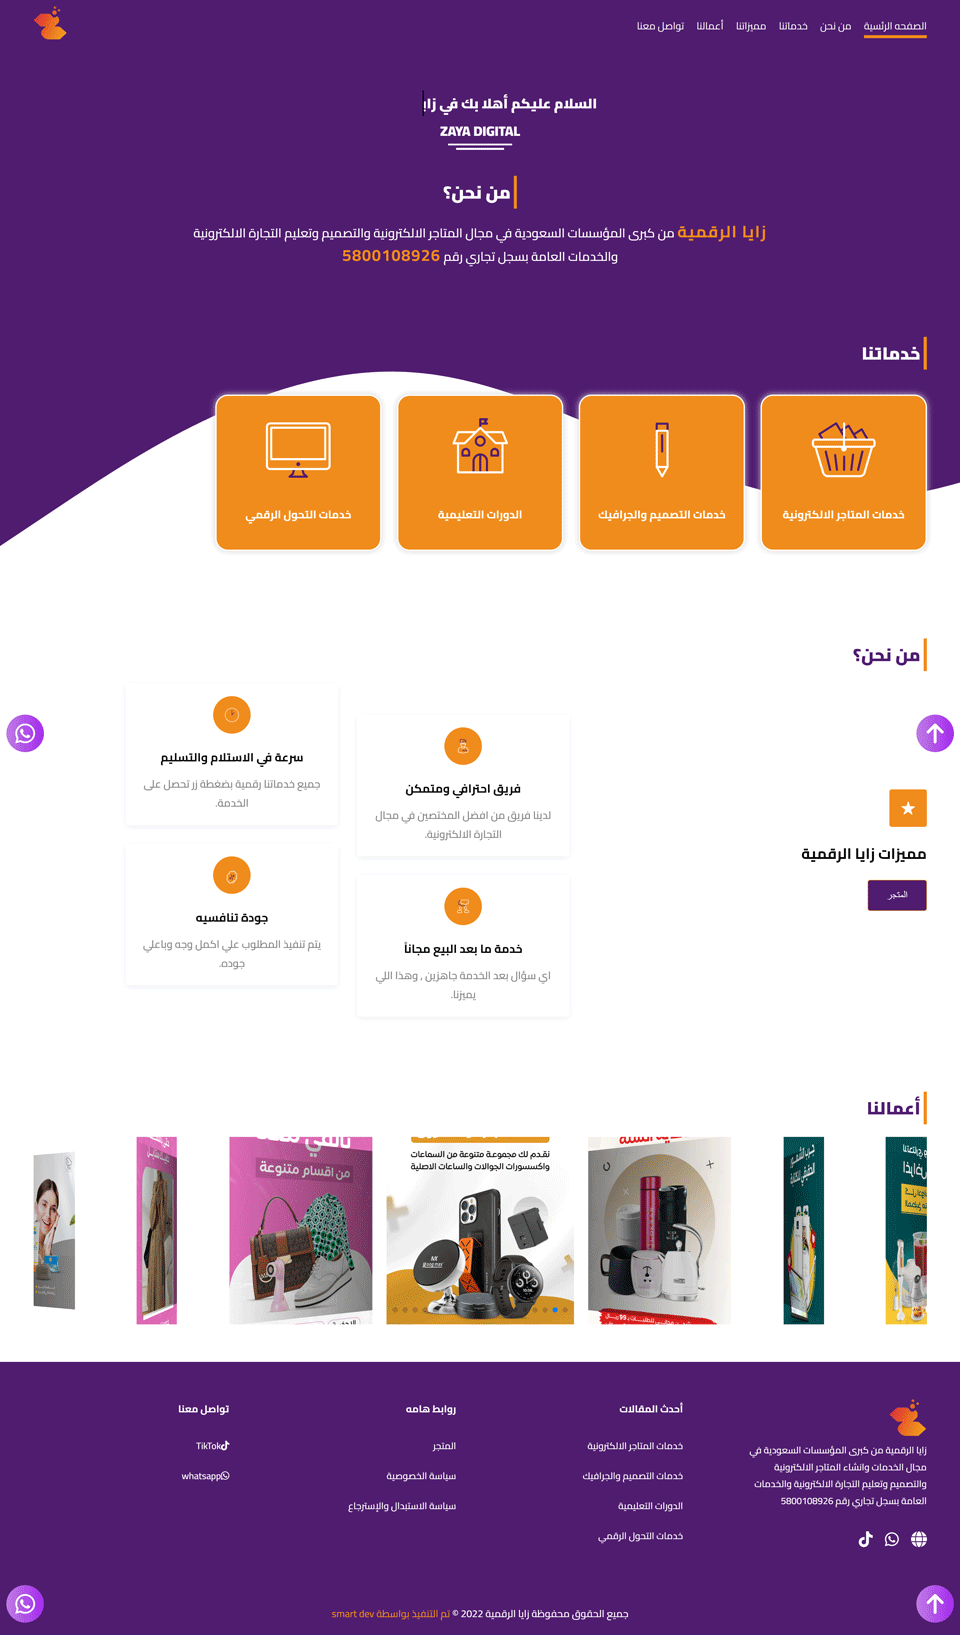 الصفحه الرئسية
من نحن
خدماتنا
مميزاتنا
أعمالنا
تواصل معنا
السلام عليكم أهلا بك في زايا
ZAYA DIGITAL
من نحن؟
زايا الرقمية من كبرى المؤسسات السعودية في مجال المتاجر الالكترونية والتصميم وتعليم التجارة الالكترونية
والخدمات العامة بسجل تجاري رقم 5800108926
خدماتنا
خدمات المتاجر الالكترونية
خدمات التصميم والجرافيك
الدورات التعليمية
خدمات التحول الرقمي
من نحن؟
مميزات زايا الرقمية
المتجر
فريق احترافي ومتمكن
لدينا فريق من افضل المختصين في مجال
التجارة الالكترونية.
خدمة ما بعد البيع مجاناً
اي سؤال بعد الخدمة جاهزين , وهذا اللي
يميزنا.
سرعة في الاستلام والتسليم
جميع خدماتنا رقمية بضغطة زر تحصل على
الخدمة.
جودة تنافسيه
يتم تنفيذ المطلوب علي اكمل وجه وباعلي
جوده.
أعمالنا
من اقسام متنوعة
نقدم لك مجموعة متنوعة من السماعات
واكسسورات الجوالات والساعات الاصلية
زايا الرقمية من كبرى المؤسسات السعودية في
مجال الخدمات وانشاء المتاجر الالكترونية
والتصميم وتعليم التجارة الالكترونية والخدمات
العامة بسجل تجاري رقم 5800108926
أحدث المقالات
خدمات المتاجر الالكترونية
خدمات التصميم والجرافيك
الدورات التعليمية
خدمات التحول الرقمي
روابط هامه
المتجر
سياسة الخصوصية
سياسة الاستبدال والإسترجاع
تواصل معنا
TikTok
whatsapp
جميع الحقوق محفوظة زايا الرقمية 2022 © تم التنفيذ بواسطة smart dev